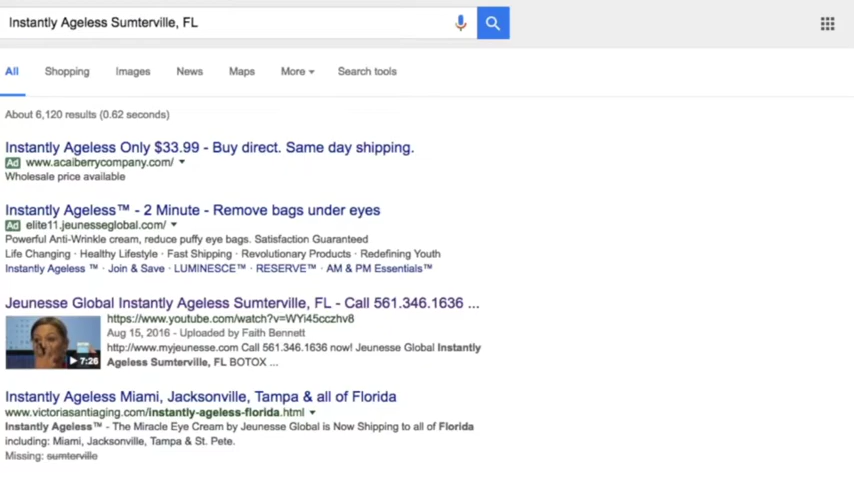 Instantly Ageless Sumterville, FL
All Shopping Images News Maps More Search tools
About 6,120 results (0.62 seconds)
Instantly Ageless Only $33.99 - Buy direct. Same day shipping.
Ad www.acaiberrycompany.com/
Wholesale price available
Instantly Ageless™ - 2 Minute - Remove bags under eyes
Ad elite11.jeunesseglobal.com/
Powerful Anti-Wrinkle cream, reduce puffy eye bags. Satisfaction Guaranteed
Life Changing · Healthy Lifestyle · Fast Shipping · Revolutionary Products · Redefining Youth
Instantly Ageless ™ · Join & Save · LUMINESCE™ · RESERVE™ · AM & PM Essentials™
Jeunesse Global Instantly Ageless Sumterville, FL - Call 561.346.1636 ...
https://www.youtube.com/watch?v=WYi45cczhv8
Aug 15, 2016 - Uploaded by Faith Bennett
http://www.myjeunesse.com Call 561.346.1636 now! Jeunesse Global Instantly
Ageless Sumterville, FL BOTOX ...
7:26
Instantly Ageless Miami, Jacksonville, Tampa & all of Florida
www.victoriasantiaging.com/instantly-ageless-florida.html
Instantly Ageless™ - The Miracle Eye Cream by Jeunesse Global is Now Shipping to all of Florida
including: Miami, Jacksonville, Tampa & St. Pete.
Missing: sumterville